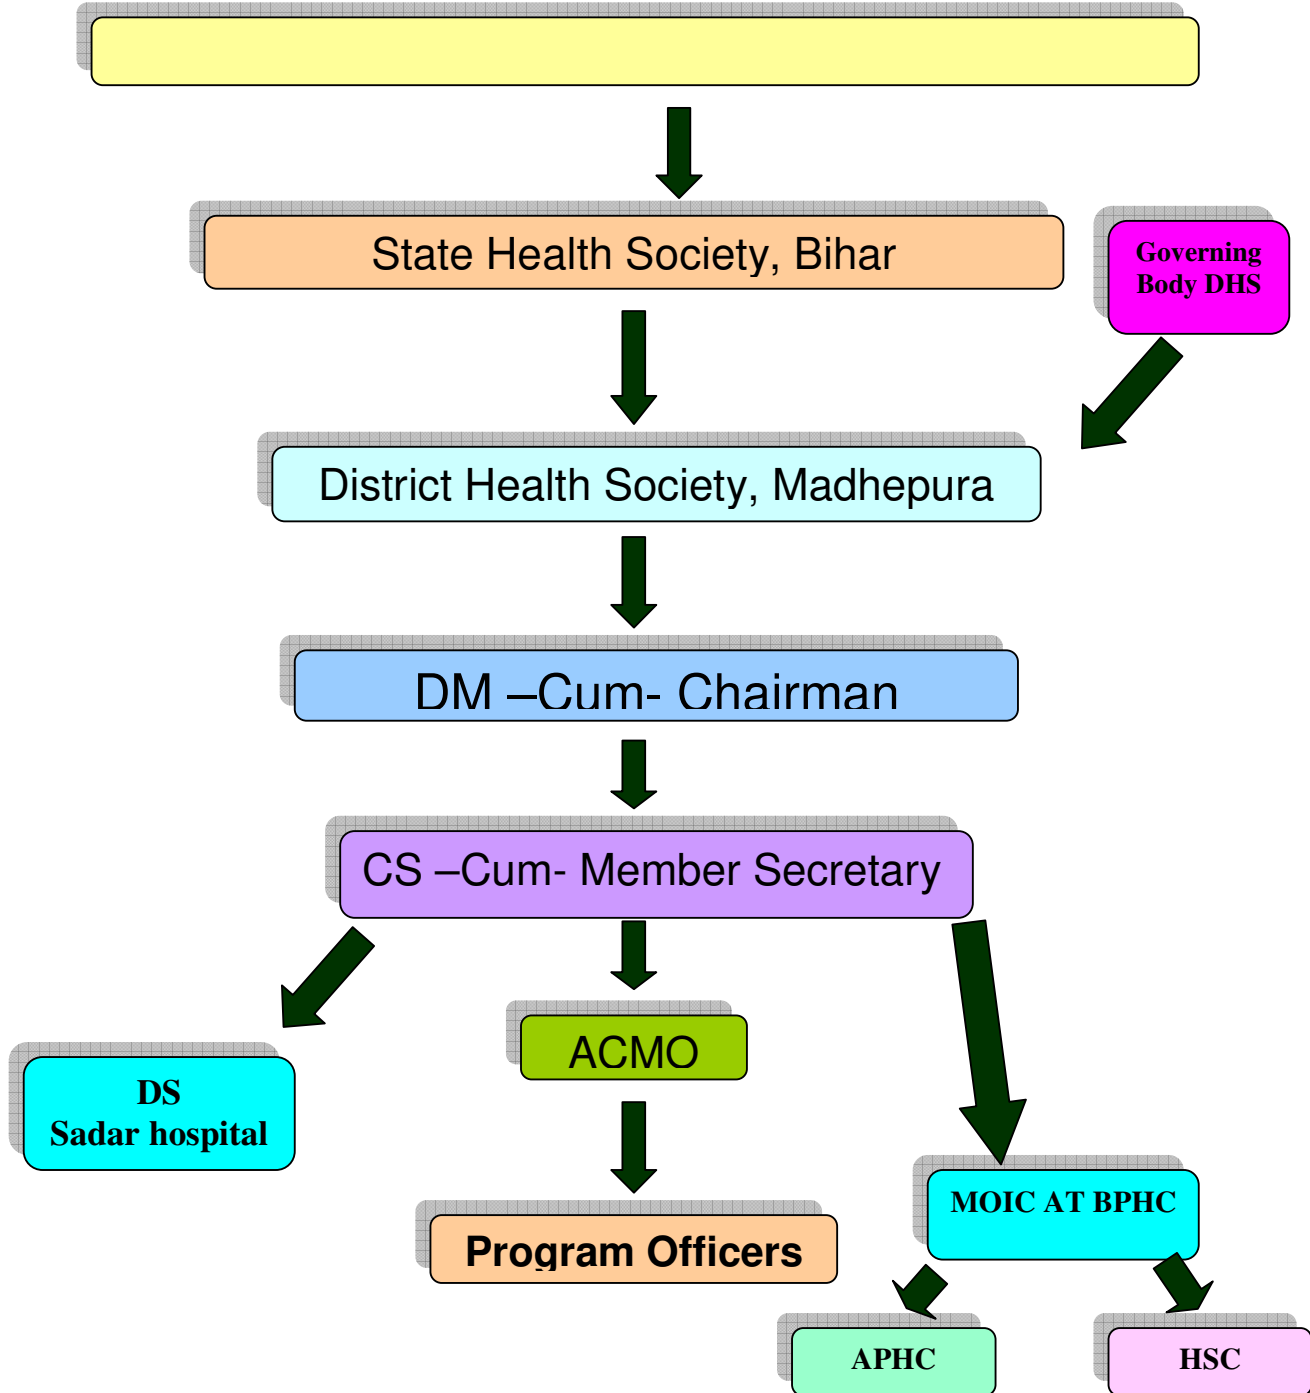 State Health Society, Bihar
Governing
Body DHS
District Health Society, Madhepura
DM –Cum- Chairman
CS –Cum- Member Secretary
ACMO
DS
Sadar hospital
MOIC AT BPHC
Program Officers
APHC
HSC